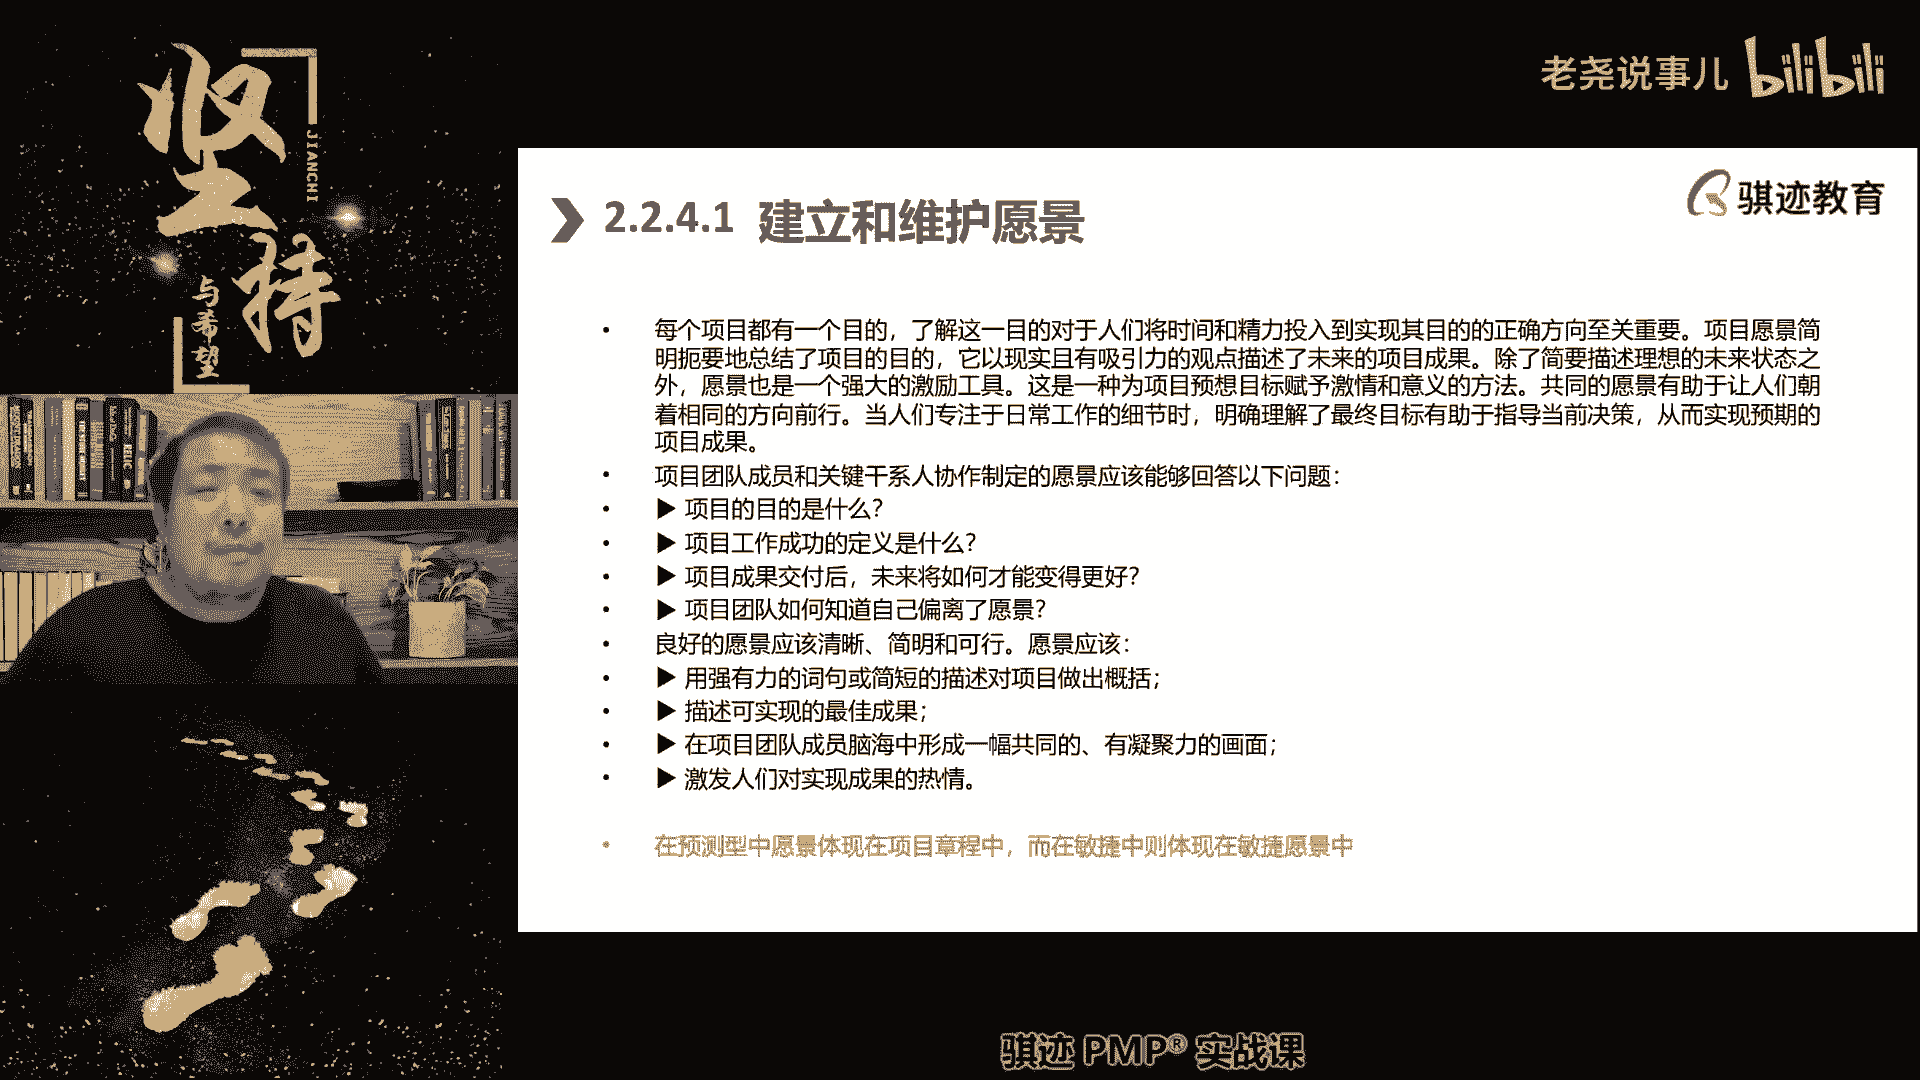 坚持
JIANCHI
与希望
老尧说事儿 bilibili
骐迹教育
2.2.4.1 建立和维护愿景
• 每个项目都有一个目的，了解这一目的对于人们将时间和精力投入到实现其目的的正确方向至关重要。项目愿景简
明扼要地总结了项目的目的，它以现实且有吸引力的观点描述了未来的项目成果。除了简要描述理想的未来状态之
外，愿景也是一个强大的激励工具。这是一种为项目预想目标赋予激情和意义的方法。共同的愿景有助于让人们朝
着相同的方向前行。当人们专注于日常工作的细节时，明确理解了最终目标有助于指导当前决策，从而实现预期的
项目成果。
• 项目团队成员和关键干系人协作制定的愿景应该能够回答以下问题：
• ▶ 项目的目的是什么？
• ▶ 项目工作成功的定义是什么？
• ▶ 项目成果交付后，未来将如何才能变得更好？
• ▶ 项目团队如何知道自己偏离了愿景？
• 良好的愿景应该清晰、简明和可行。愿景应该：
• ▶ 用强有力的词句或简短的描述对项目做出概括；
• ▶ 描述可实现的最佳成果；
• ▶ 在项目团队成员脑海中形成一幅共同的、有凝聚力的画面；
• ▶ 激发人们对实现成果的热情。
• 在预测型中愿景体现在项目章程中，而在敏捷中则体现在敏捷愿景中
骐迹 PMP® 实战课